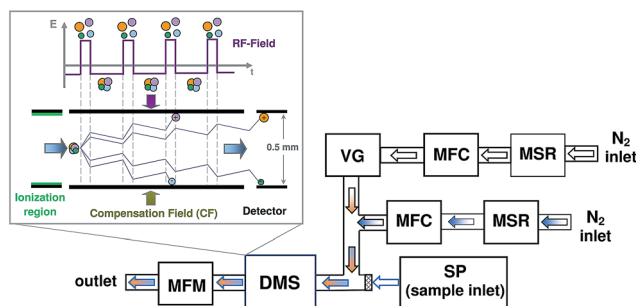 E
RF-Field
t
0.5 mm
Ionization
region
Compensation Field (CF)
Detector
VG
MFC
MSR
N2
inlet
MFC
MSR
N2
inlet
outlet
MFM
DMS
SP
(sample inlet)